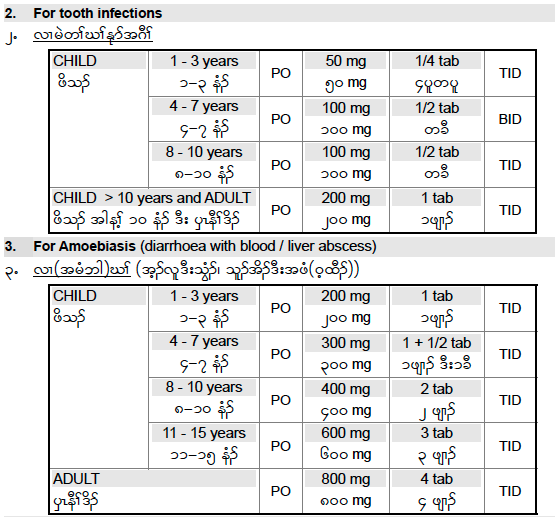 2. For tooth infections
၂. လၢမဲတၢ်ဃၢ်နုာ်အဂီၢ်
CHILD 1 - 3 years PO 50 mg 1/4 tab TID
ဖိသၣ် ၁–၃ နံၣ် ၅၀ mg ၄ပူတပူ
4 - 7 years PO 100 mg 1/2 tab BID
၄–၇ နံၣ် ၁၀၀ mg တခီ
8 - 10 years PO 100 mg 1/2 tab TID
၈–၁၀ နံၣ် ၁၀၀ mg တခီ
CHILD > 10 years and ADULT PO 200 mg 1 tab TID
ဖိသၣ် အါန့ၢ် ၁၀ နံၣ် ဒီး ပှၤနီၢ်ဒိၣ် ၂၀၀ mg ၁ဖျၢၣ်
3. For Amoebiasis (diarrhoea with blood / liver abscess)
၃. လၢ(အမံဘါ)ဃၢ် (အ့ၣ်လူဒီးသွံၣ်၊ သူၣ်အိၣ်ဒီးအဖံ(ဝ့ထီၣ်))
CHILD 1 - 3 years PO 200 mg 1 tab TID
ဖိသၣ် ၁–၃ နံၣ် ၂၀၀ mg ၁ဖျၢၣ်
4 - 7 years PO 300 mg 1 + 1/2 tab TID
၄–၇ နံၣ် ၃၀၀ mg ၁ဖျၢၣ် ဒီး၁ခီ
8 - 10 years PO 400 mg 2 tab TID
၈–၁၀ နံၣ် ၄၀၀ mg ၂ ဖျၢၣ်
11 - 15 years PO 600 mg 3 tab TID
၁၁–၁၅ နံၣ် ၆၀၀ mg ၃ ဖျၢၣ်
ADULT PO 800 mg 4 tab TID
ပှၤနီၢ်ဒိၣ် ၈၀၀ mg ၄ ဖျၢၣ်